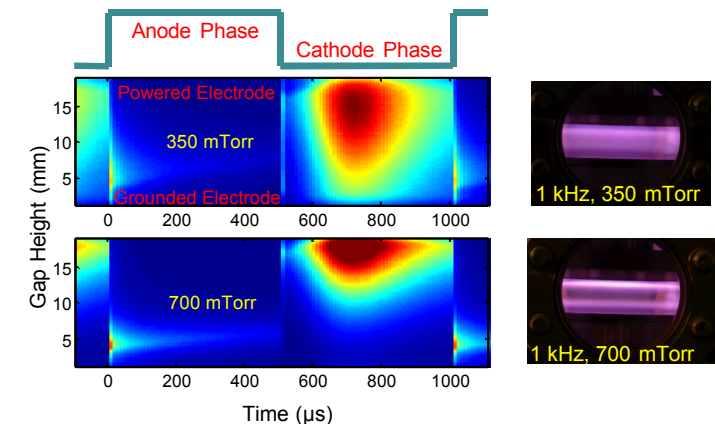 Anode Phase
Cathode Phase
Gap Height (mm)
15
10
5
Powered Electrode
350 mTorr
Grounded Electrode
0 200 400 600 800 1000
1 kHz, 350 mTorr
15
10
5
700 mTorr
0 200 400 600 800 1000
1 kHz, 700 mTorr
Time (µs)